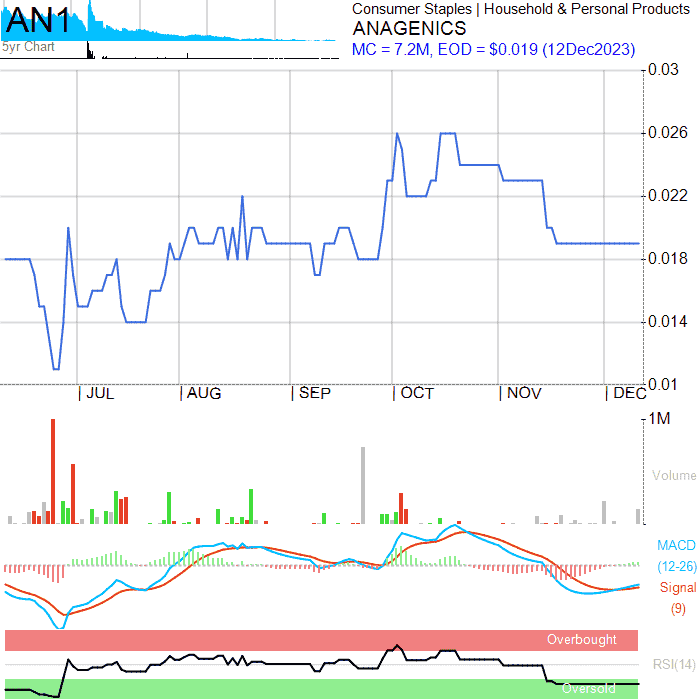 AN1
5yr Chart
Consumer Staples | Household & Personal Products
ANAGENICS
MC = 7.2M, EOD = $0.019 (12Dec2023)
0.03
0.026
0.022
0.018
0.014
0.01
| JUL | AUG | SEP | OCT | NOV | DEC
1M
Volume
MACD
(12-26)
Signal
(9)
Overbought
RSI(14)
Oversold